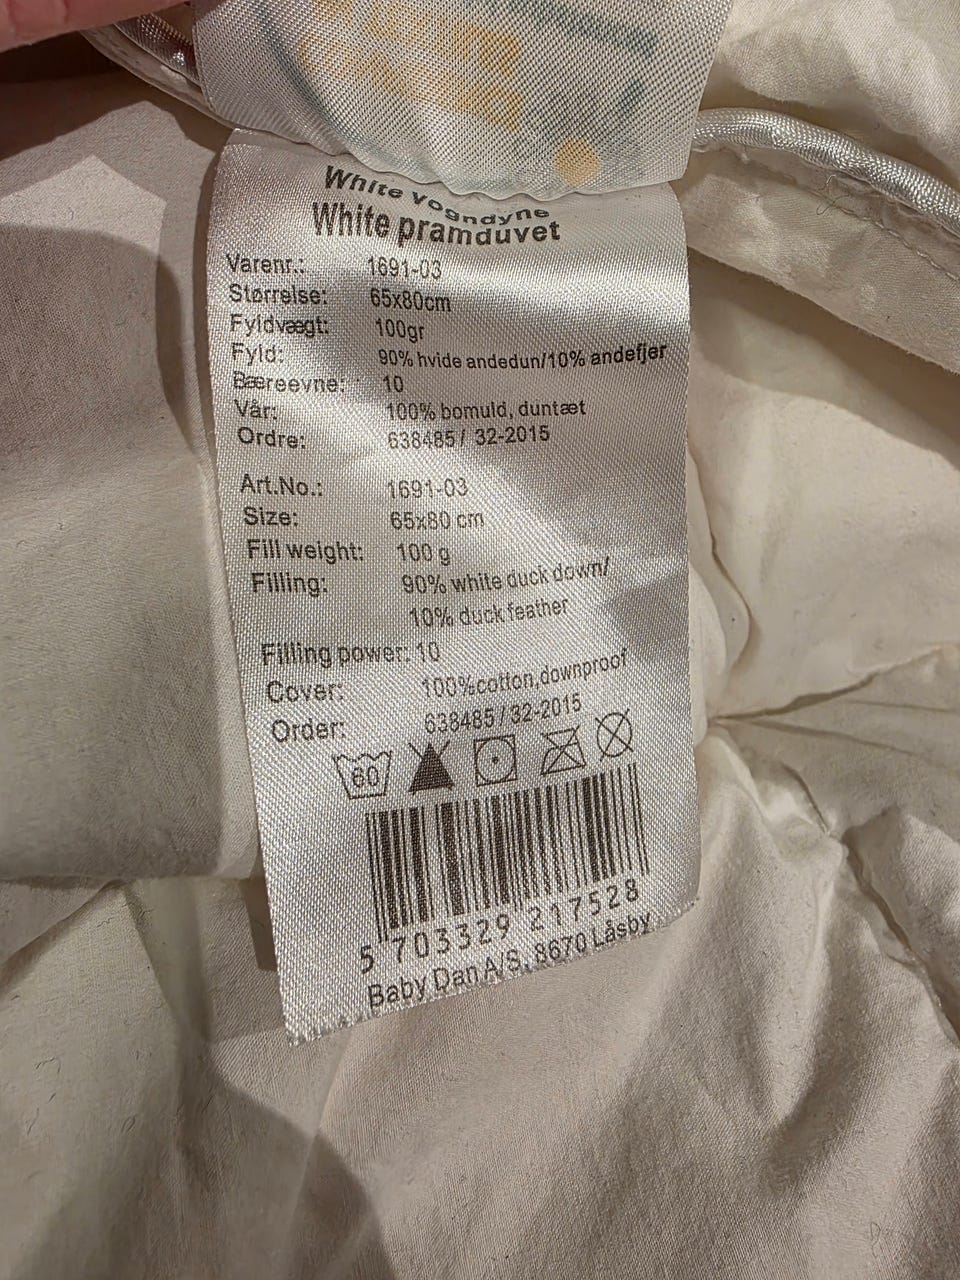 White Vogndyne
White pramduvet
Varenr.: 1691-03
Størrelse: 65x80cm
Fyldvægt: 100gr
Fyld: 90% hvide andedun/10% andefjer
Bæreevne: 10
Vår: 100% bomuld, duntæt
Ordre: 638485 / 32-2015
Art.No.: 1691-03
Size: 65x80 cm
Fill weight: 100 g
Filling: 90% white duck down/
10% duck feather
Filling power: 10
Cover: 100%cotton,downproof
Order: 638485 / 32-2015
60
5 703329 217528
Baby Dan A/S, 8670 Låsby